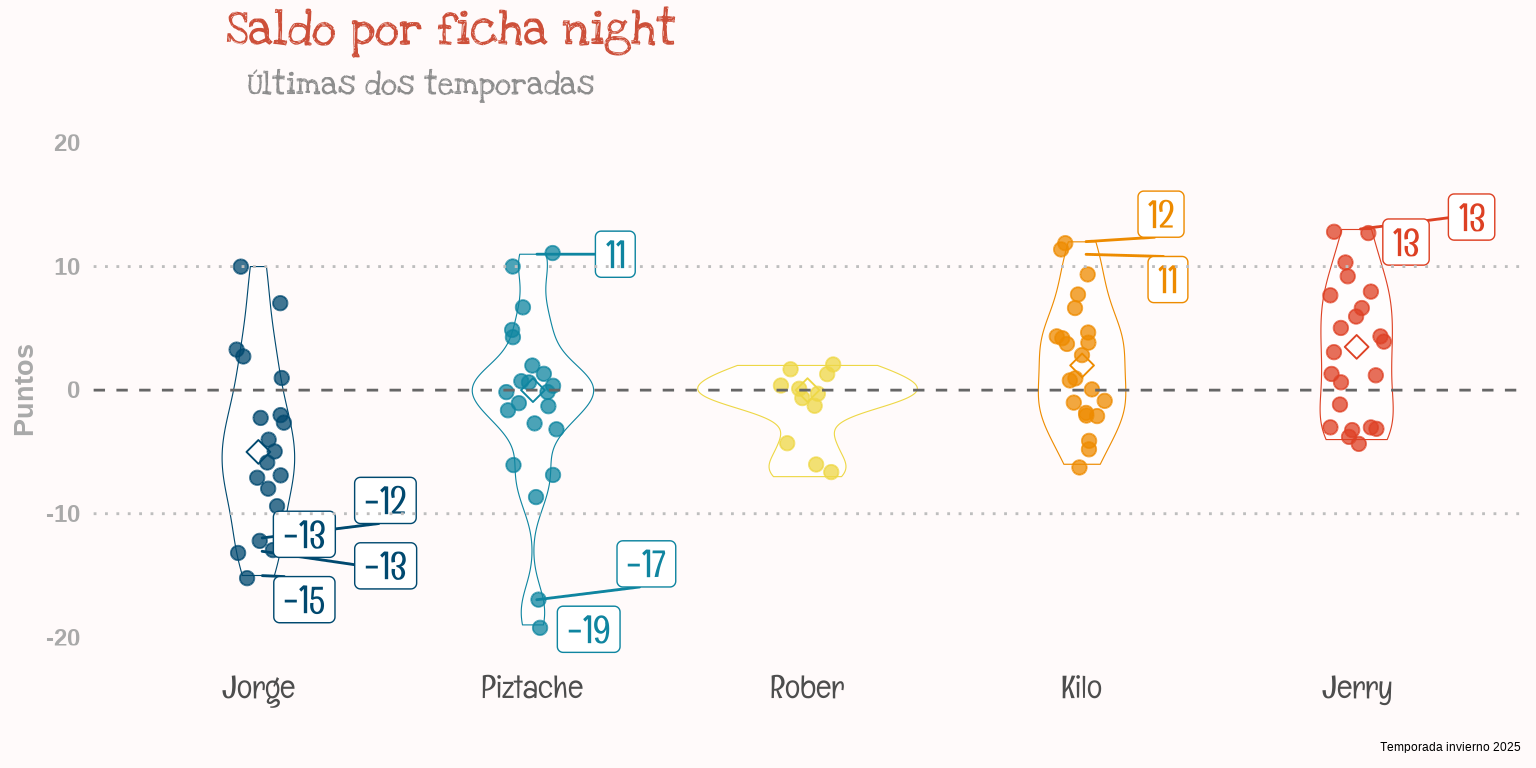 Saldo por ficha night
Últimas dos temporadas
Puntos
20
10
0
-10
-20
−12
−13
−13
−15
11
−17
−19
12
11
13
13
Jorge
Piztache
Rober
Kilo
Jerry
Temporada invierno 2025